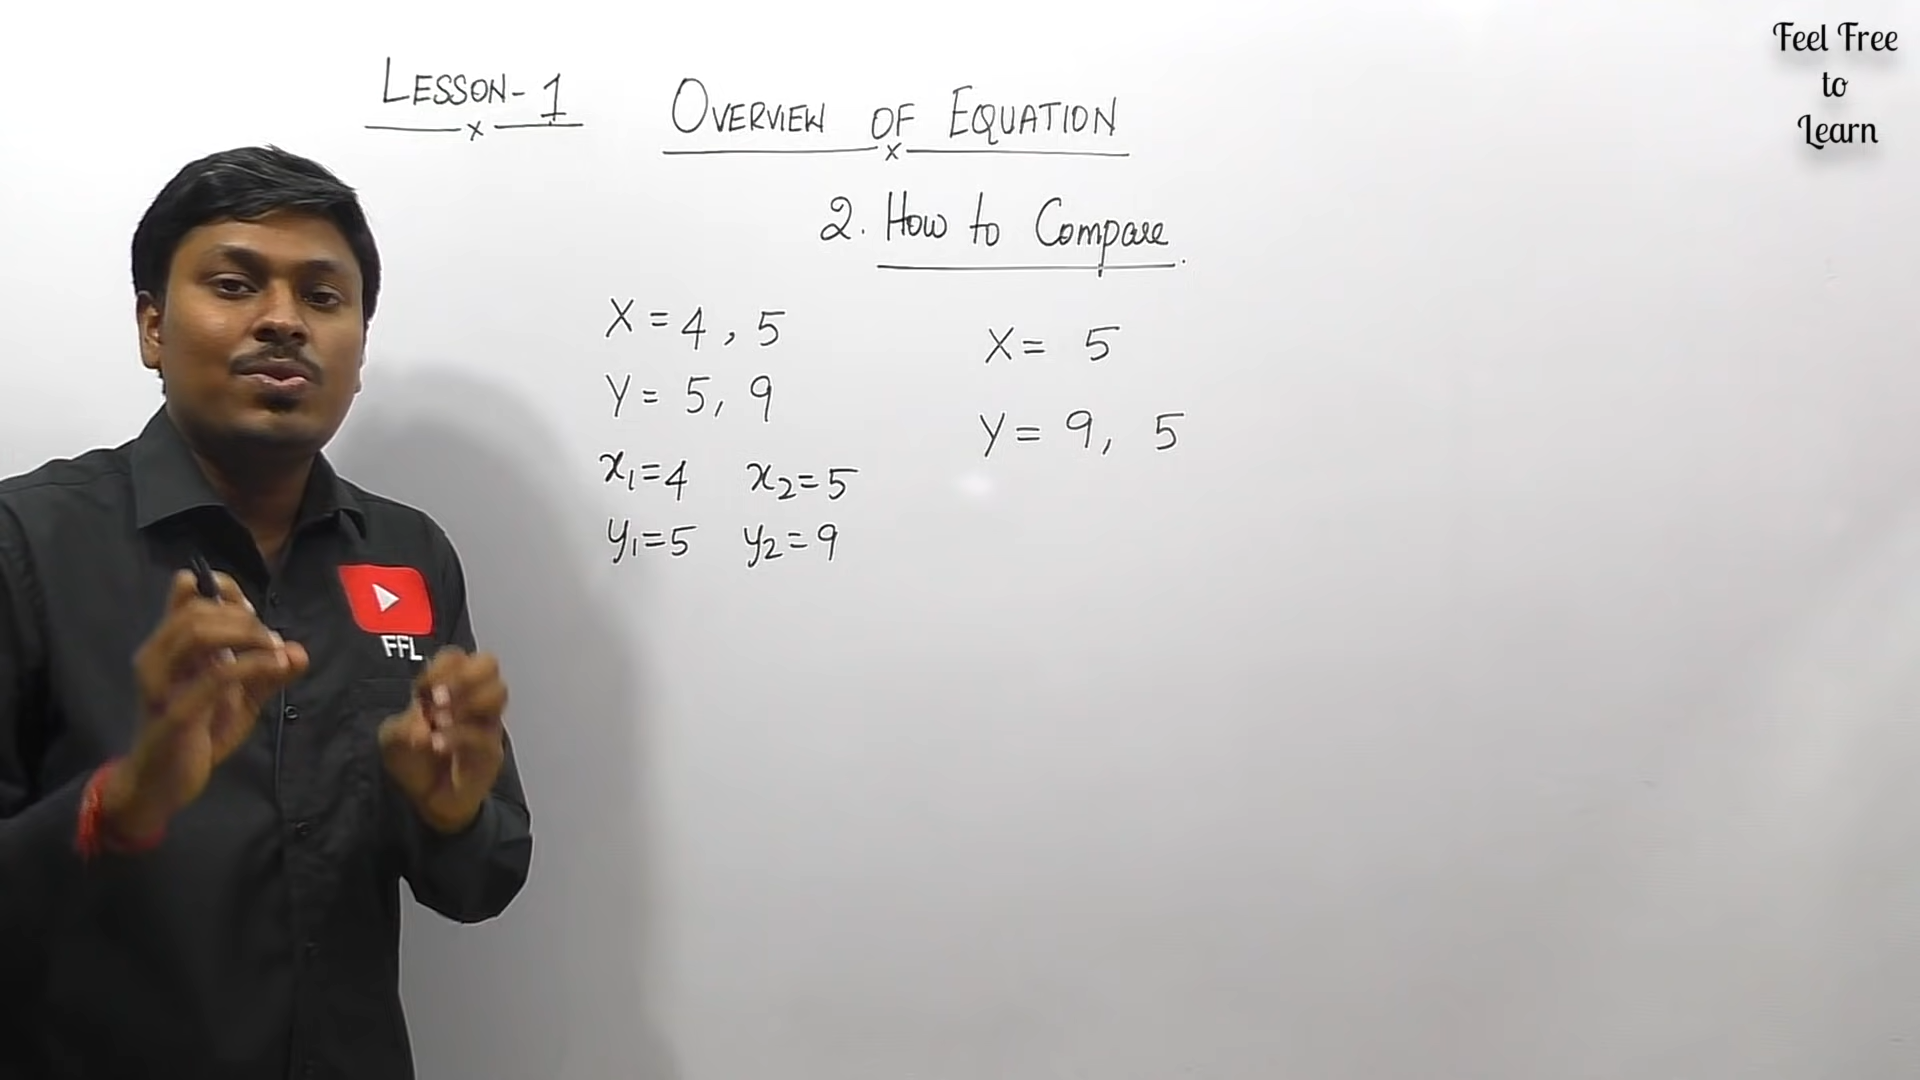 LESSON-1
OVERVIEW OF EQUATION
2. How to Compare.
X = 4, 5
Y = 5, 9
x1=4 x2=5
y1=5 y2=9
X = 5
Y = 9, 5
FFL
Feel Free
to
Learn